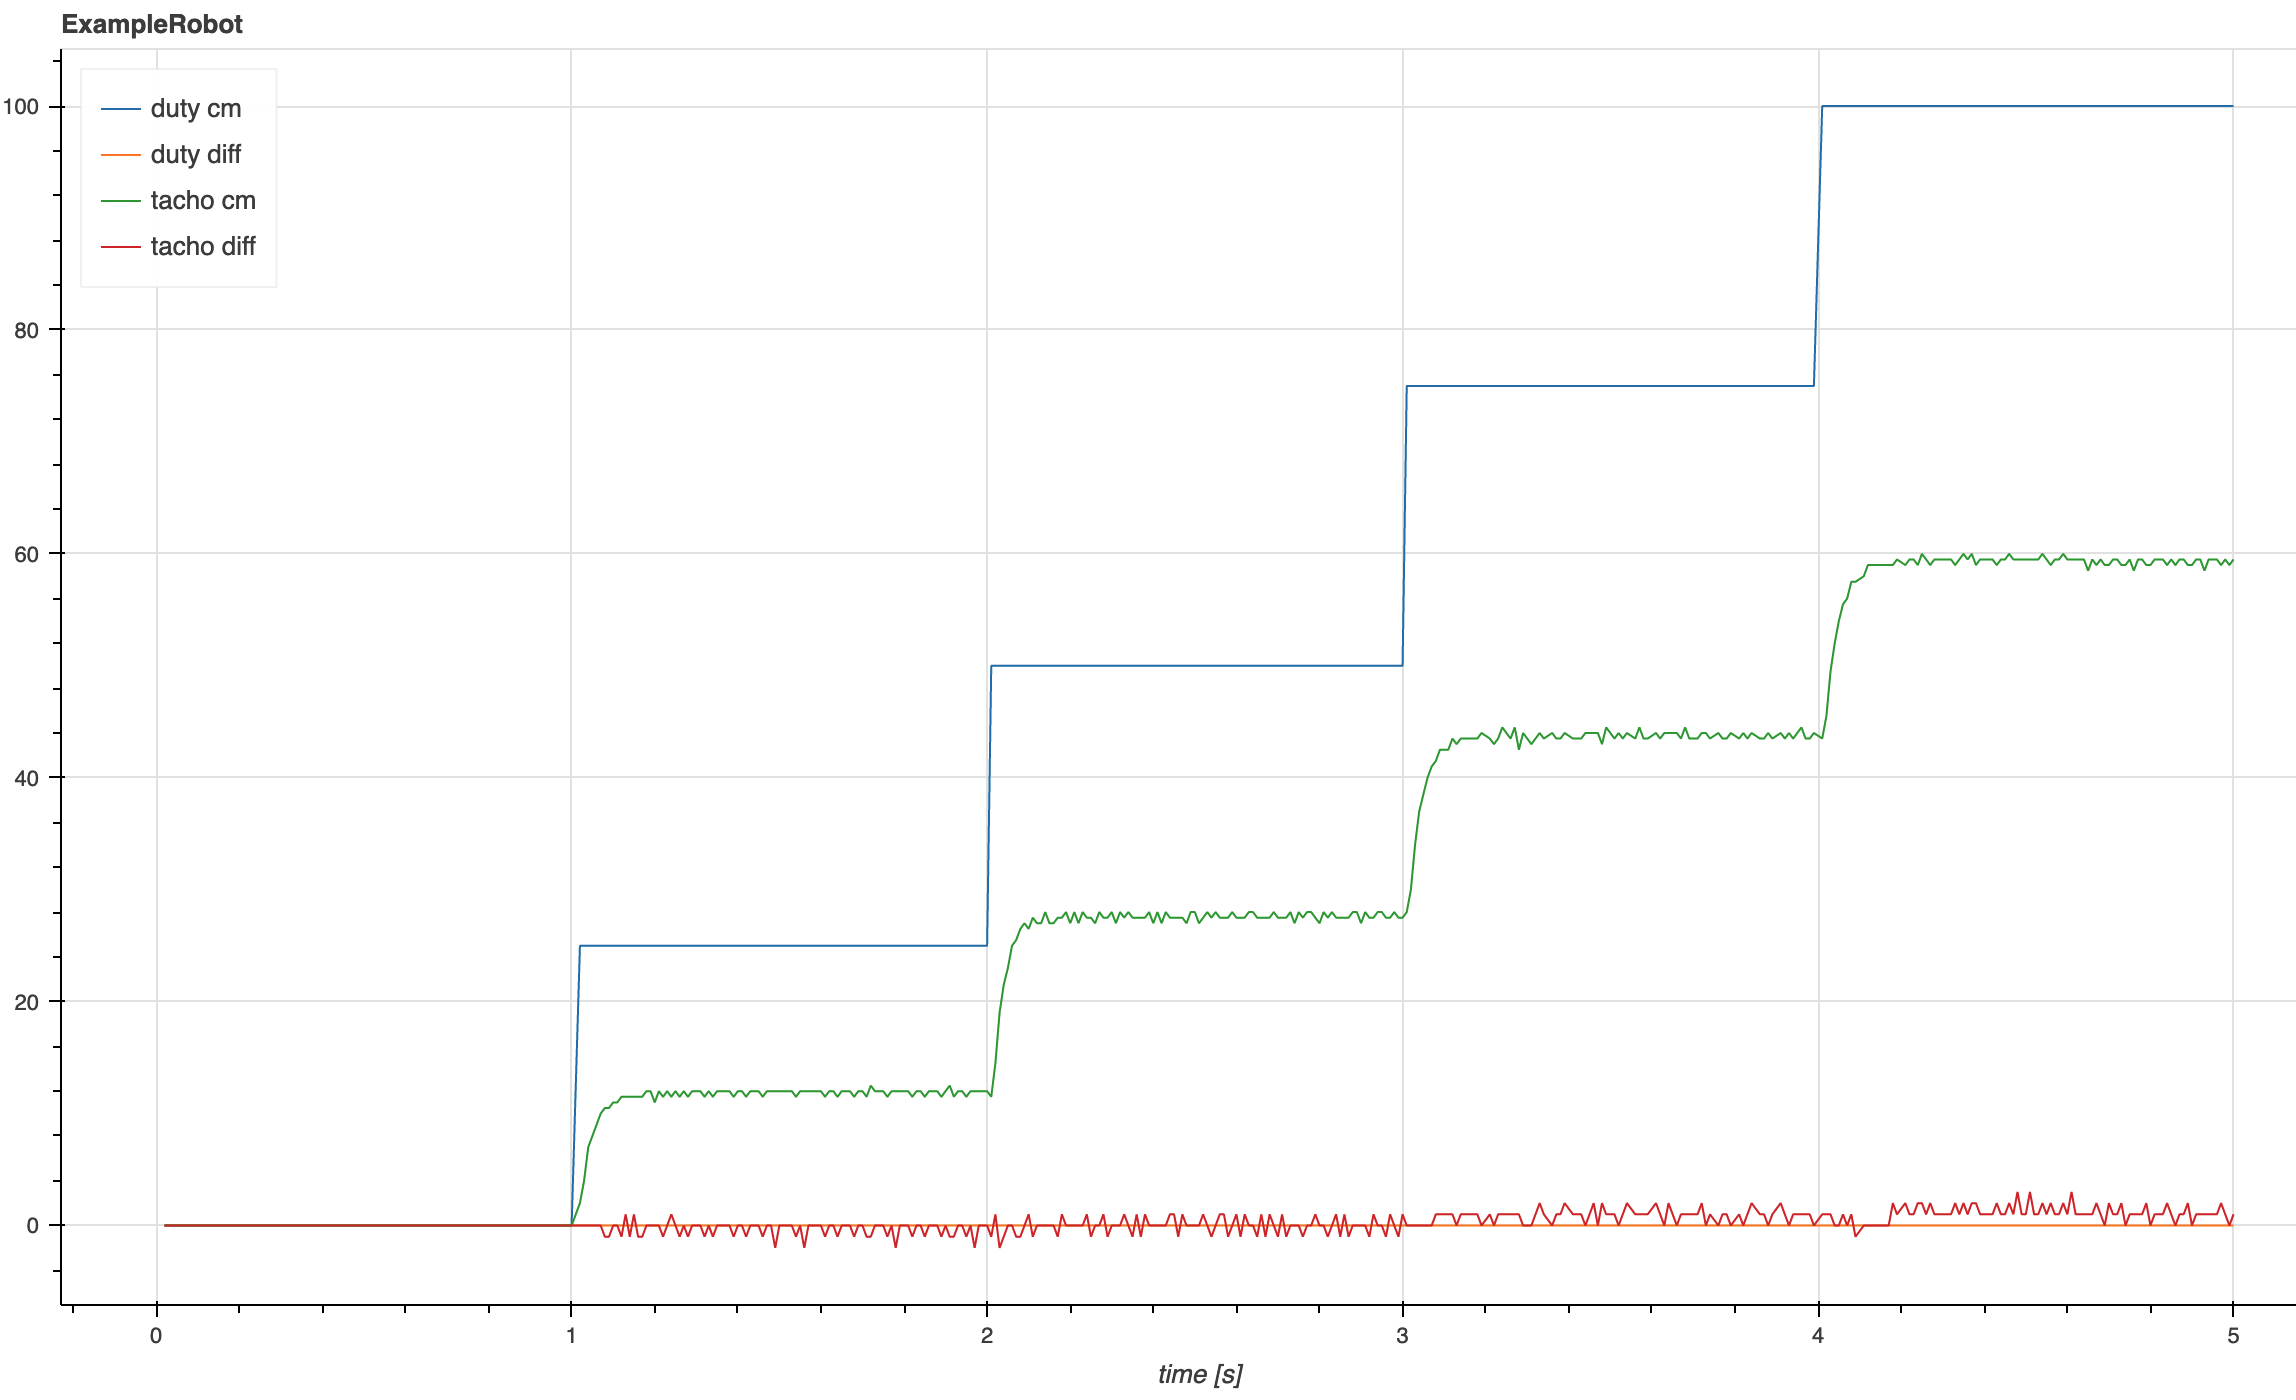 ExampleRobot
duty cm
duty diff
tacho cm
tacho diff
100
80
60
40
20
0
0 1 2 3 4 5
time [s]